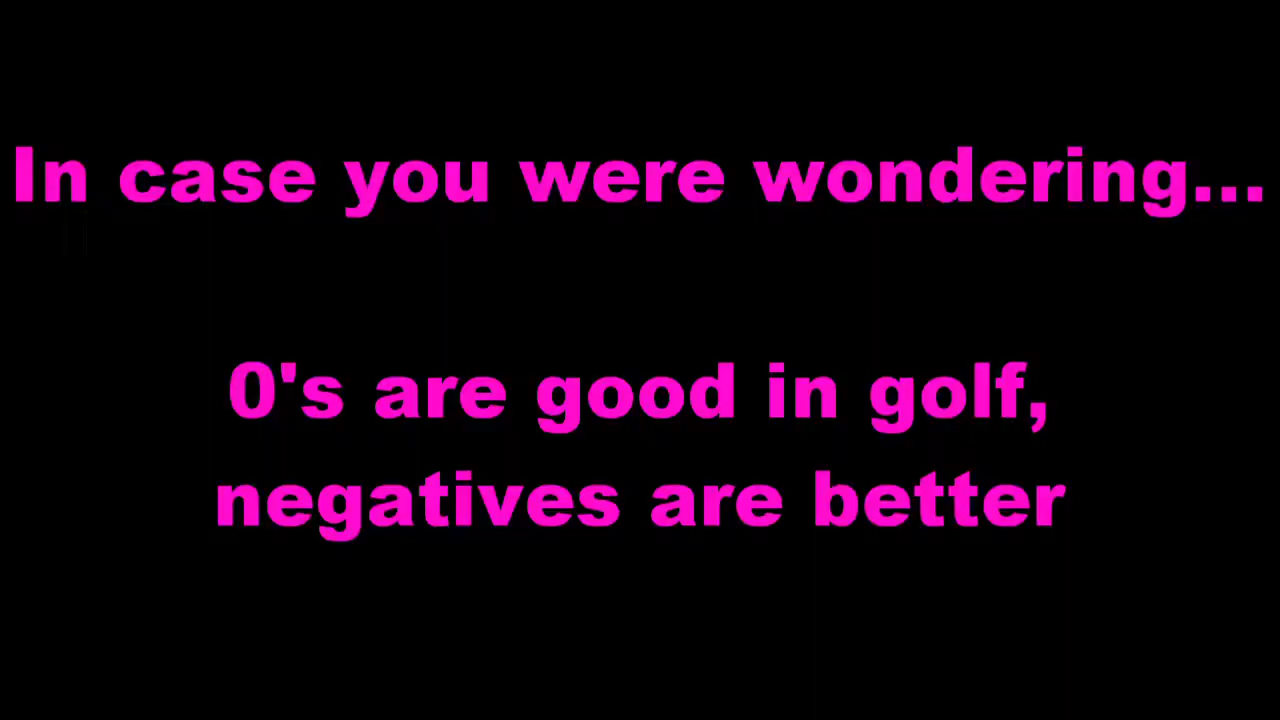 In case you were wondering...
0's are good in golf,
negatives are better